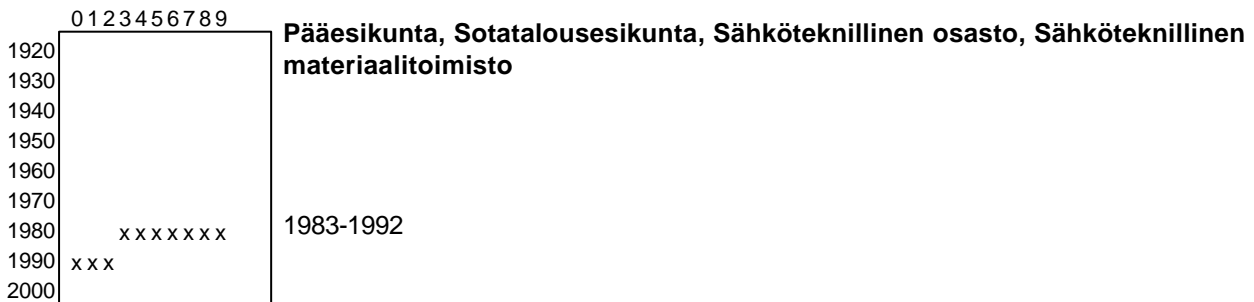 0123456789
Pääesikunta, Sotatalousesikunta, Sähköteknillinen osasto, Sähköteknillinen
materiaalitoimisto
1920
1930
1940
1950
1960
1970
1980 xxxxxxx 1983-1992
1990 xxx
2000